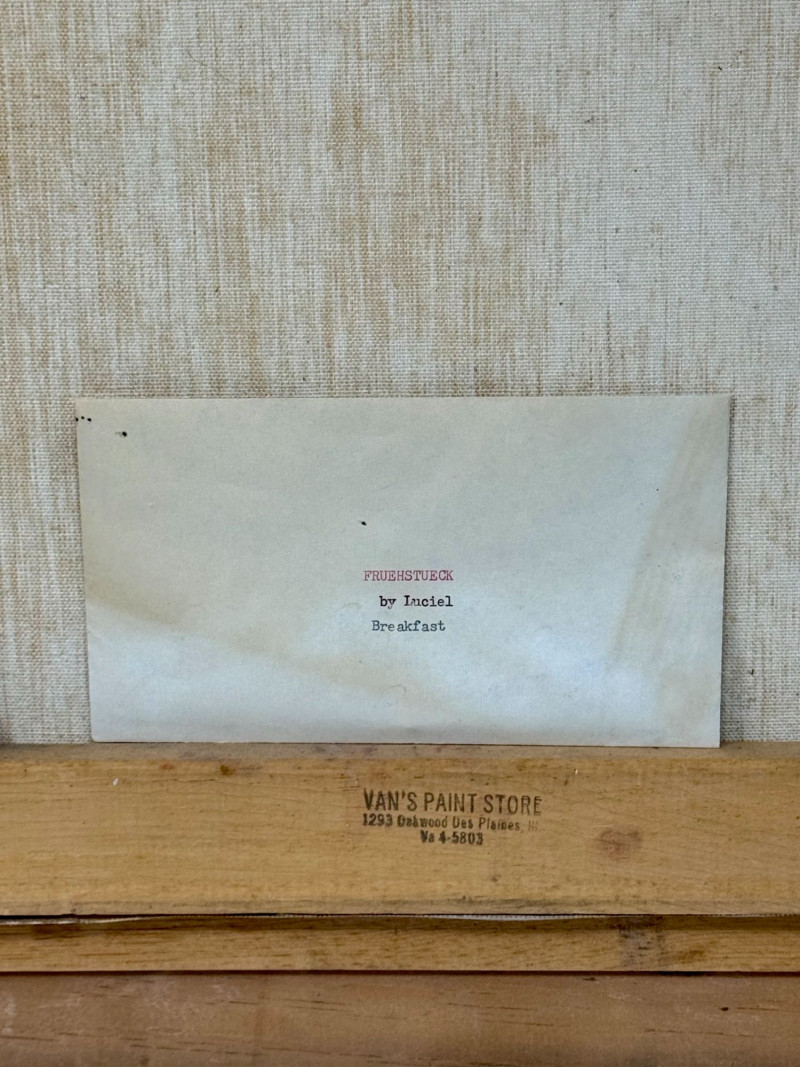 FRUEHSTUECK
by Luciel
Breakfast
VAN'S PAINT STORE
1293 Oakwood Des Plaines, Ill
Va 4-5803